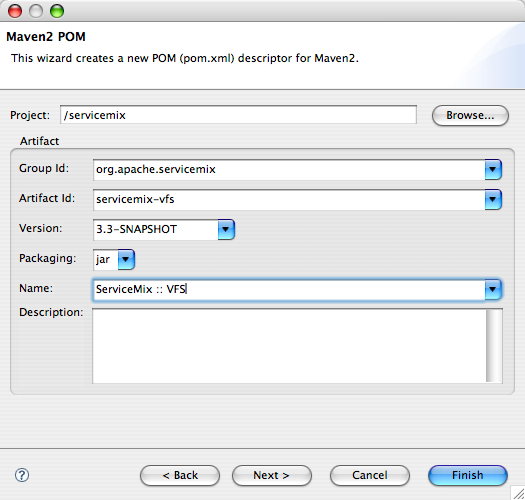 Maven2 POM
This wizard creates a new POM (pom.xml) descriptor for Maven2.
Project: /servicemix Browse...
Artifact
Group Id: org.apache.servicemix
Artifact Id: servicemix-vfs
Version: 3.3-SNAPSHOT
Packaging: jar
Name: ServiceMix :: VFS
Description:
? < Back Next > Cancel Finish